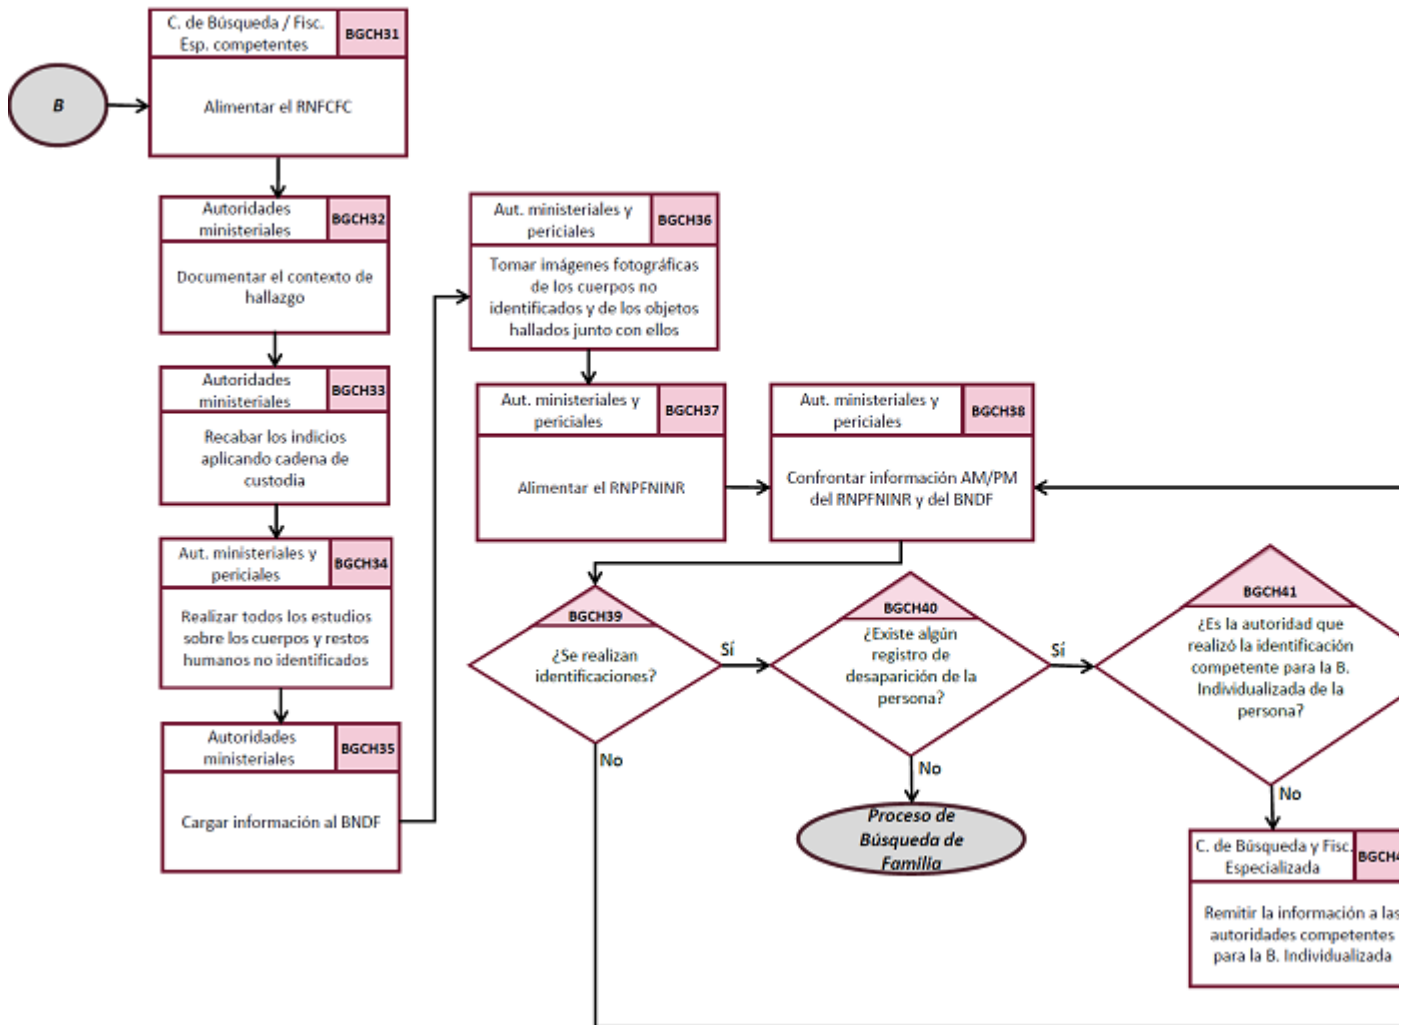 B
C. de Búsqueda / Fisc.
Esp. competentes
BGCH31
Alimentar el RNFCFC
Autoridades
ministeriales
BGCH32
Documentar el contexto de
hallazgo
Autoridades
ministeriales
BGCH33
Recabar los indicios
aplicando cadena de
custodia
Aut. ministeriales y
periciales
BGCH34
Realizar todos los estudios
sobre los cuerpos y restos
humanos no identificados
Autoridades
ministeriales
BGCH35
Cargar información al BNDF
Aut. ministeriales y
periciales
BGCH36
Tomar imágenes fotográficas
de los cuerpos no
identificados y de los objetos
hallados junto con ellos
Aut. ministeriales y
periciales
BGCH37
Alimentar el RNPFNINR
Aut. ministeriales y
periciales
BGCH38
Confrontar información AM/PM
del RNPFNINR y del BNDF
BGCH39
¿Se realizan
identificaciones?
Sí
No
BGCH40
¿Existe algún
registro de
desaparición de la
persona?
Sí
No
Proceso de
Búsqueda de
Familia
BGCH41
¿Es la autoridad que
realizó la identificación
competente para la B.
Individualizada de la
persona?
No
C. de Búsqueda y Fisc.
Especializada
Remitir la información a las
autoridades competentes
para la B. Individualizada